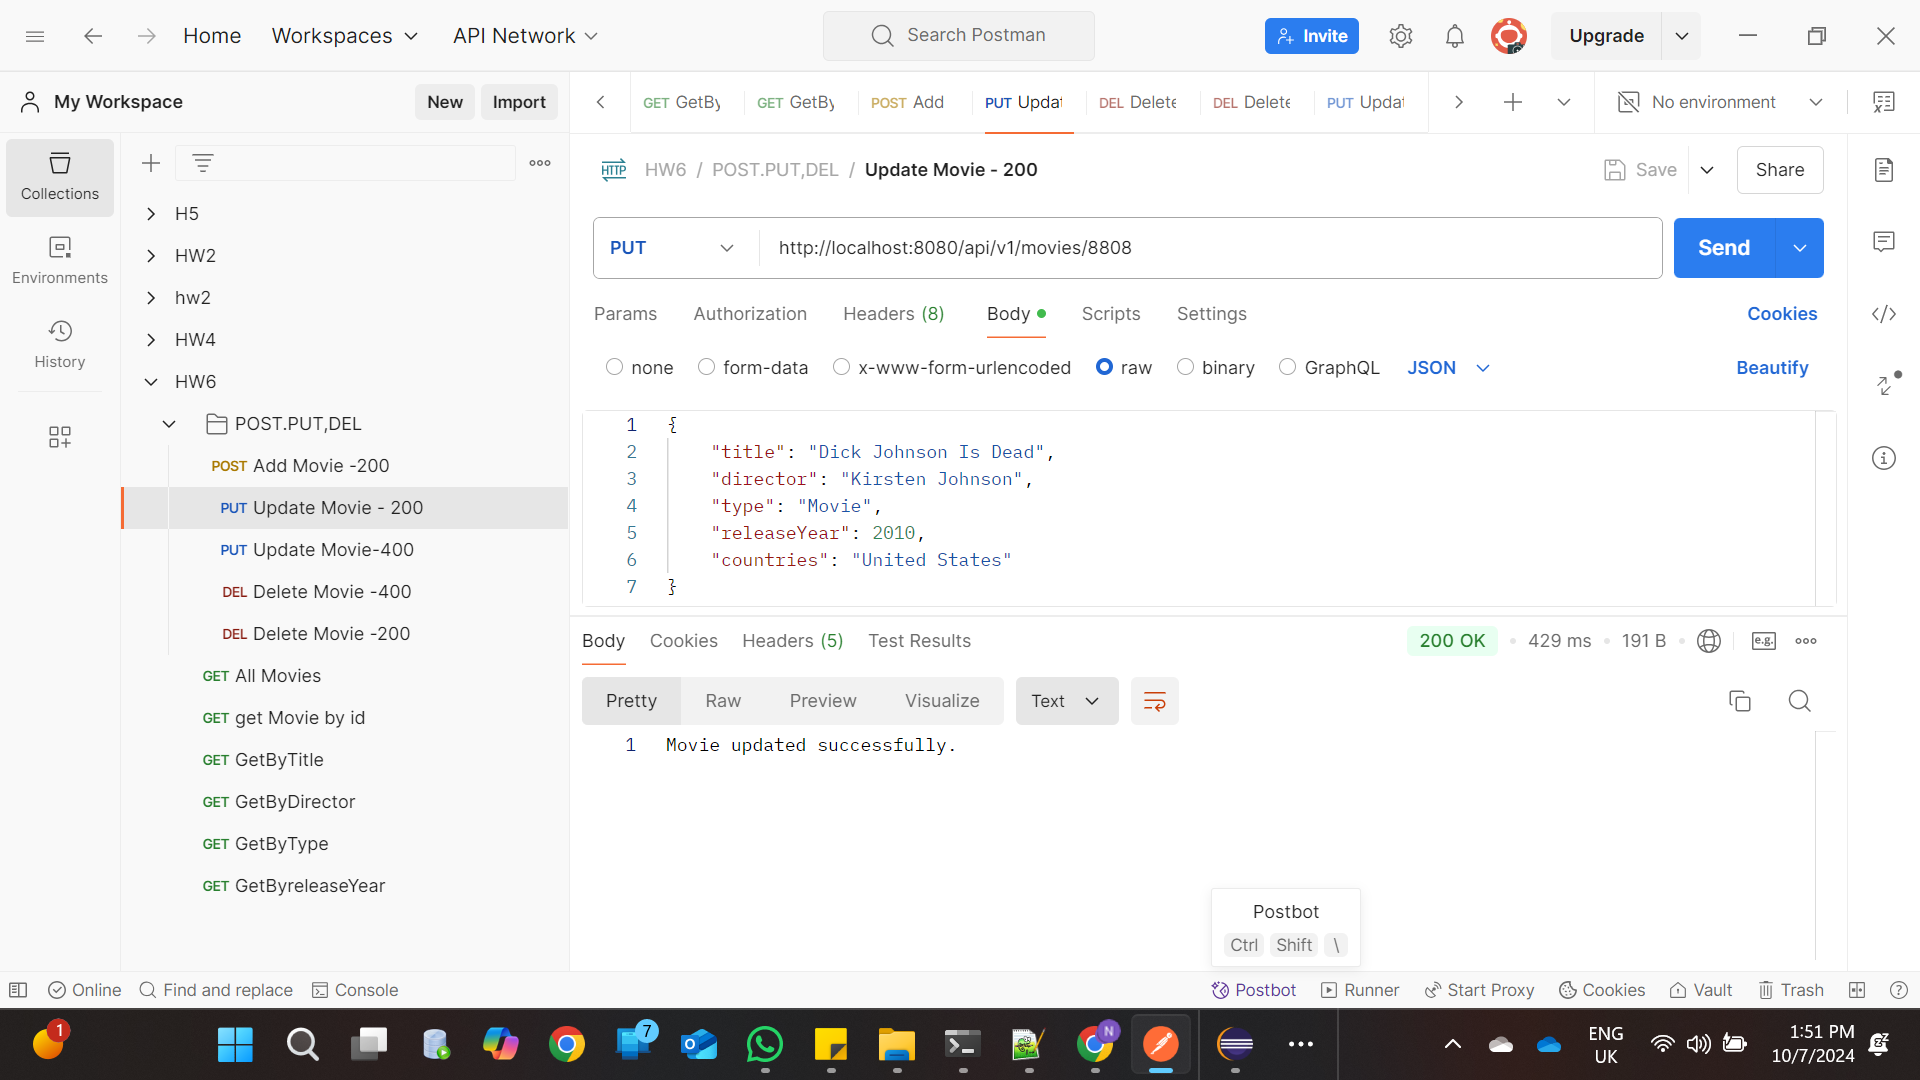 Home
Workspaces
API Network
Search Postman
Invite
Upgrade
My Workspace
New
Import
GET GetBy
GET GetBy
POST Add
PUT Updat
DEL Delete
DEL Delete
PUT Updat
No environment
Collections
Environments
History
H5
HW2
hw2
HW4
HW6
POST.PUT,DEL
POST Add Movie -200
PUT Update Movie - 200
PUT Update Movie-400
DEL Delete Movie -400
DEL Delete Movie -200
GET All Movies
GET get Movie by id
GET GetByTitle
GET GetByDirector
GET GetByType
GET GetByreleaseYear
HTTP
HW6 / POST.PUT,DEL / Update Movie - 200
Save
Share
PUT
http://localhost:8080/api/v1/movies/8808
Send
Params
Authorization
Headers (8)
Body
Scripts
Settings
Cookies
none
form-data
x-www-form-urlencoded
raw
binary
GraphQL
JSON
Beautify
1 {
2 "title": "Dick Johnson Is Dead",
3 "director": "Kirsten Johnson",
4 "type": "Movie",
5 "releaseYear": 2010,
6 "countries": "United States"
7 }
Body
Cookies
Headers (5)
Test Results
200 OK
429 ms
191 B
e.g.
Pretty
Raw
Preview
Visualize
Text
1 Movie updated successfully.
Postbot
Ctrl Shift \
Online
Find and replace
Console
Postbot
Runner
Start Proxy
Cookies
Vault
Trash
1
7
N
ENG
UK
1:51 PM
10/7/2024